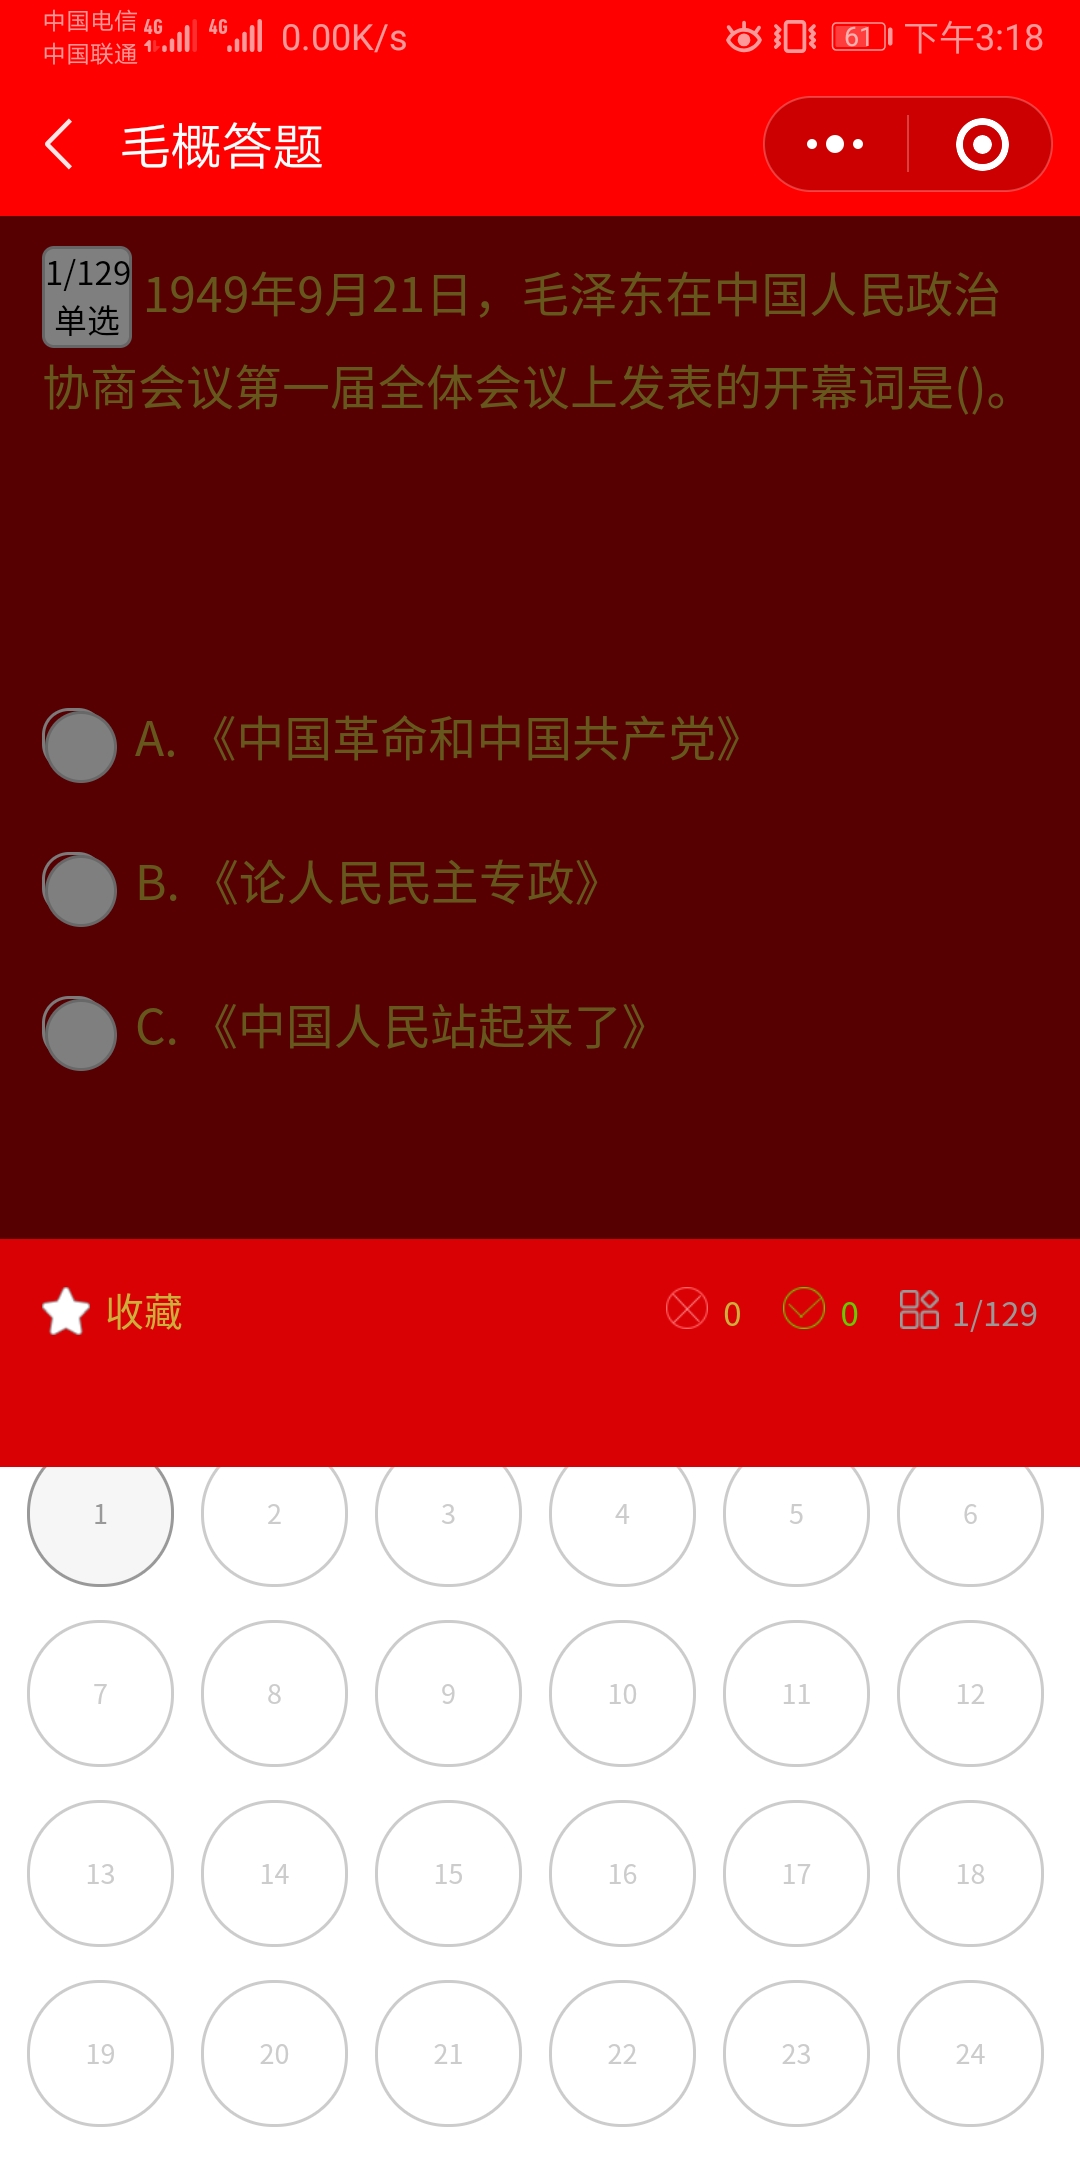 中国电信 4G 4G 0.00K/s 61 下午3:18
中国联通
毛概答题
1/129
单选
1949年9月21日，毛泽东在中国人民政治
协商会议第一届全体会议上发表的开幕词是()。
A. 《中国革命和中国共产党》
B. 《论人民民主专政》
C. 《中国人民站起来了》
收藏 0 0 1/129
1 2 3 4 5 6
7 8 9 10 11 12
13 14 15 16 17 18
19 20 21 22 23 24